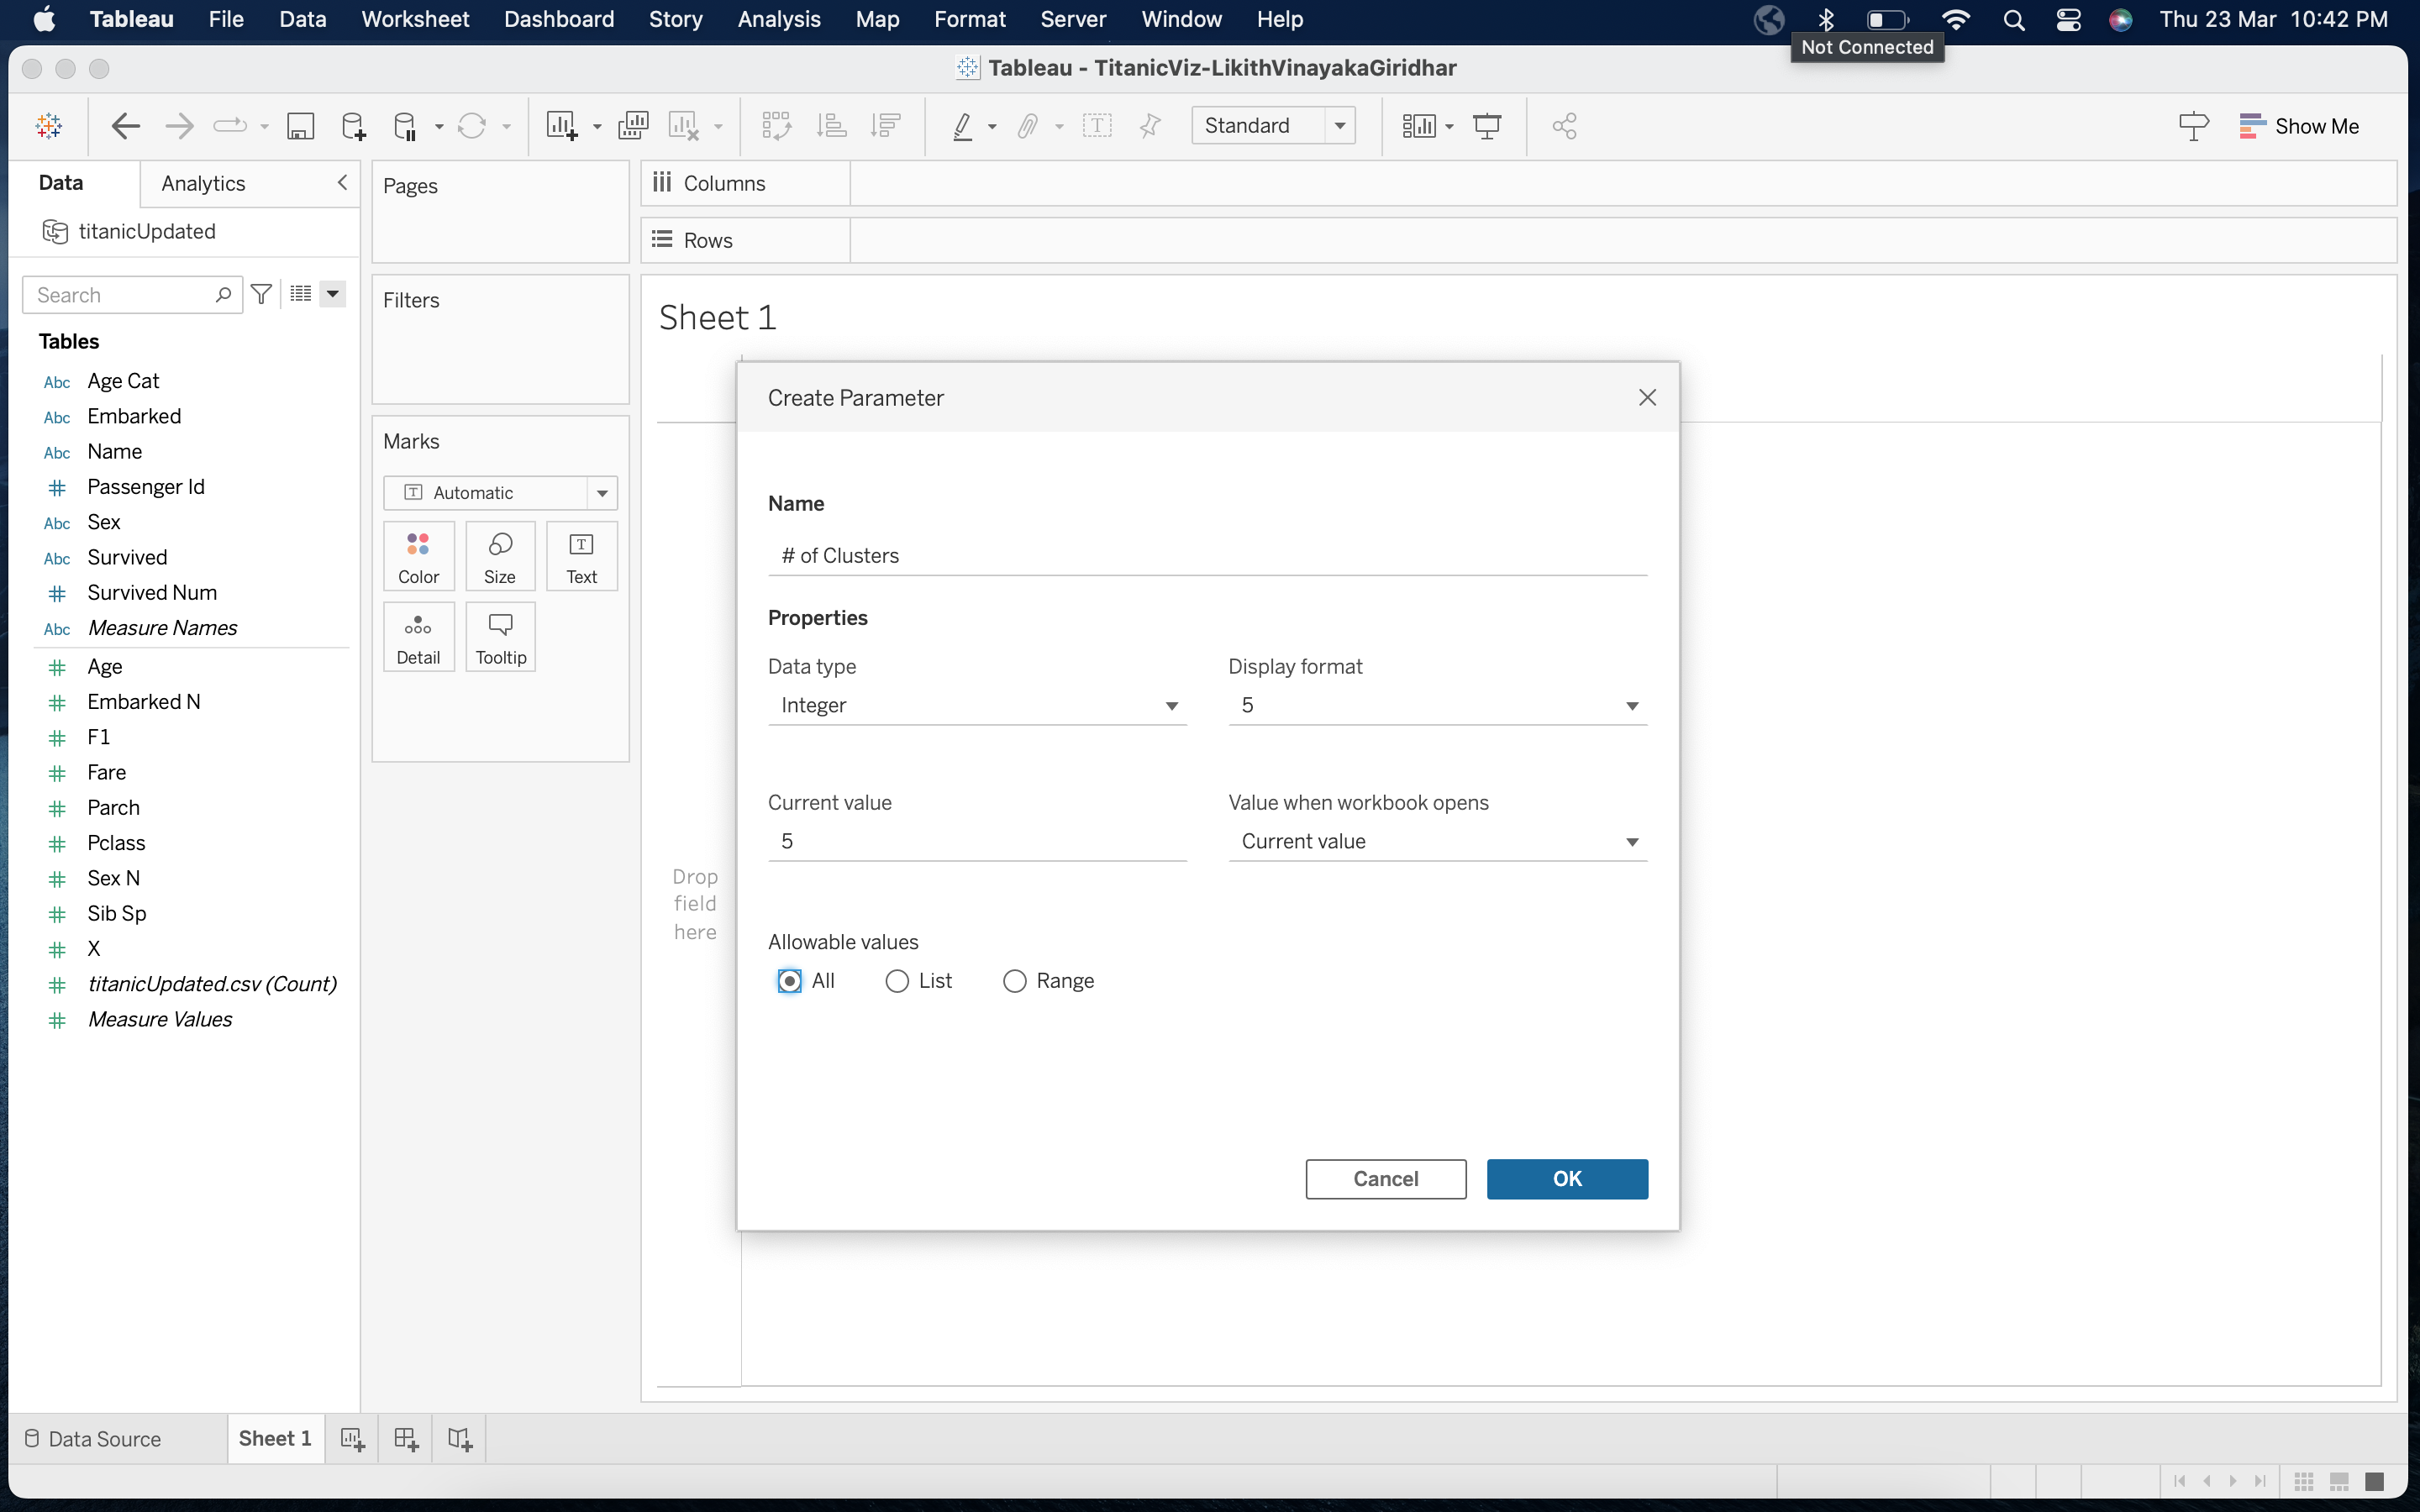 Tableau File Data Worksheet Dashboard Story Analysis Map Format Server Window Help Thu 23 Mar 10:42 PM
Not Connected
Tableau - TitanicViz-LikithVinayakaGiridhar
Standard
Show Me
Data Analytics
titanicUpdated
Search
Tables
Abc Age Cat
Abc Embarked
Abc Name
# Passenger Id
Abc Sex
Abc Survived
# Survived Num
Abc Measure Names
# Age
# Embarked N
# F1
# Fare
# Parch
# Pclass
# Sex N
# Sib Sp
# X
# titanicUpdated.csv (Count)
# Measure Values
Pages
Filters
Marks
T Automatic
Color Size T Text
Detail Tooltip
Columns
Rows
Sheet 1
Drop
field
here
Create Parameter
Name
# of Clusters
Properties
Data type Display format
Integer 5
Current value Value when workbook opens
5 Current value
Allowable values
All List Range
Cancel OK
Data Source Sheet 1